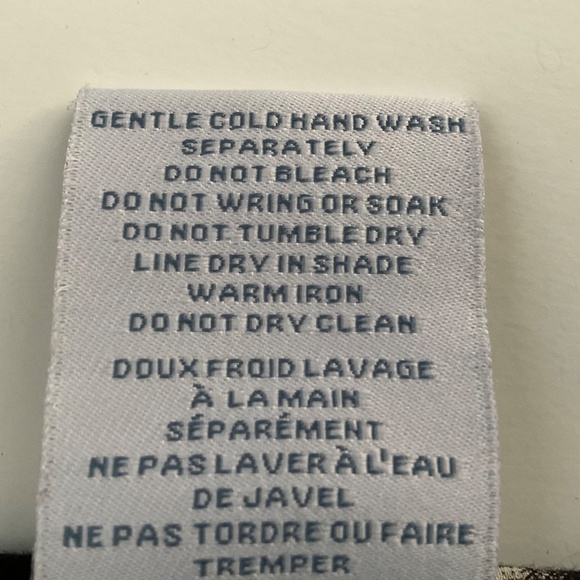 GENTLE COLD HAND WASH
SEPARATELY
DO NOT BLEACH
DO NOT WRING OR SOAK
DO NOT TUMBLE DRY
LINE DRY IN SHADE
WARM IRON
DO NOT DRY CLEAN
DOUX FROID LAVAGE
À LA MAIN
SÉPARÉMENT
NE PAS LAVER À L'EAU
DE JAVEL
NE PAS TORDRE OU FAIRE
TREMPER